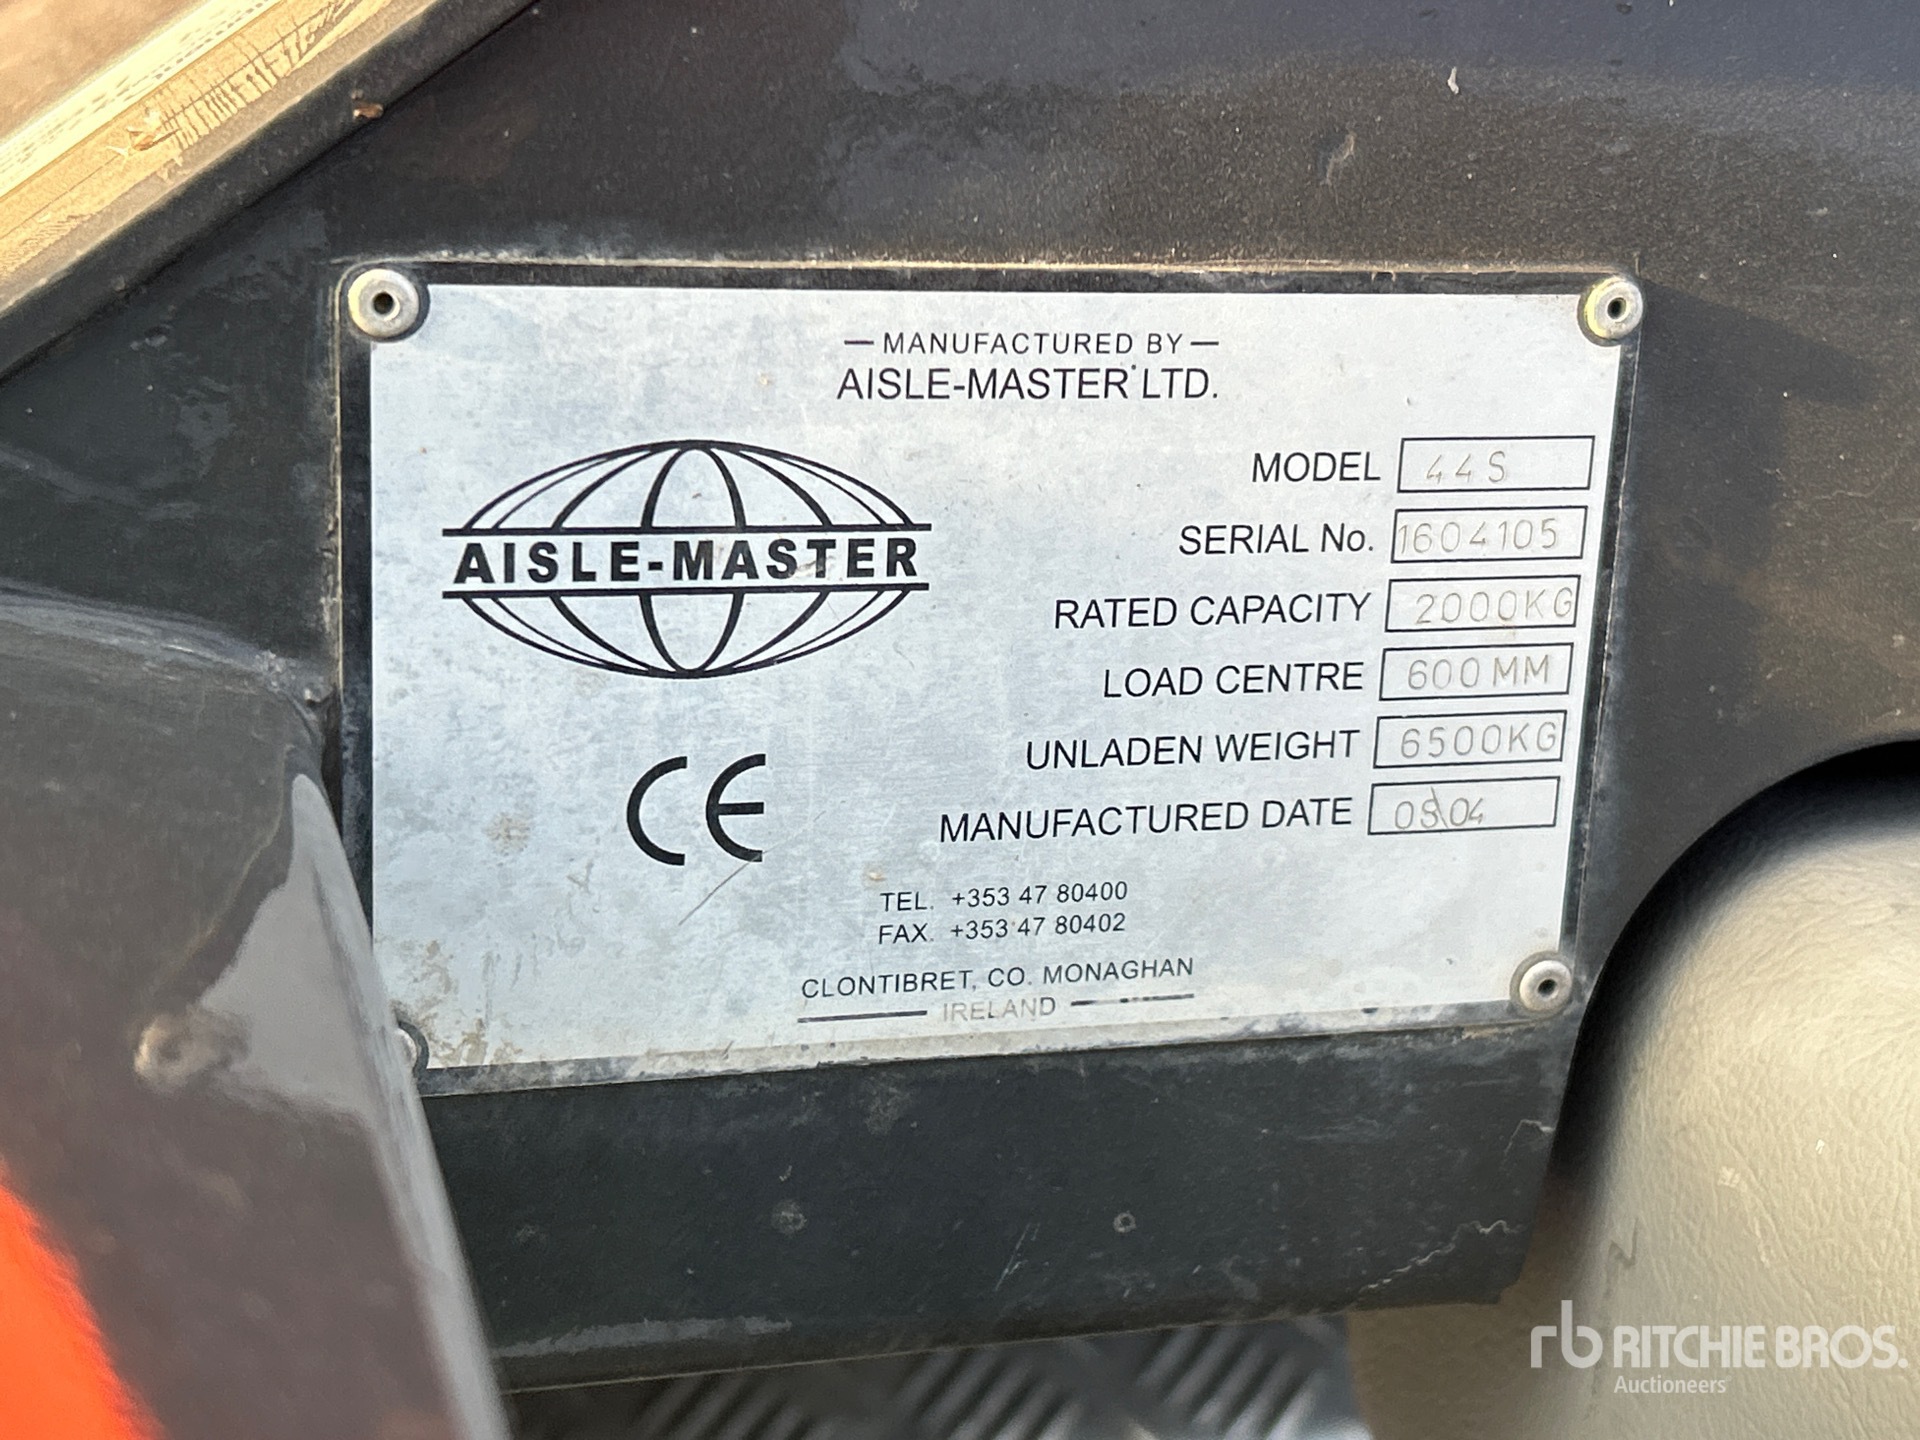 — MANUFACTURED BY —
AISLE-MASTER LTD.
AISLE-MASTER
CE
MODEL 44S
SERIAL No. 1604105
RATED CAPACITY 2000KG
LOAD CENTRE 600MM
UNLADEN WEIGHT 6500KG
MANUFACTURED DATE
TEL. +353 47 80400
FAX. +353 47 80402
CLONTIBRET, CO. MONAGHAN
IRELAND
rb RITCHIE BROS.
Auctioneers